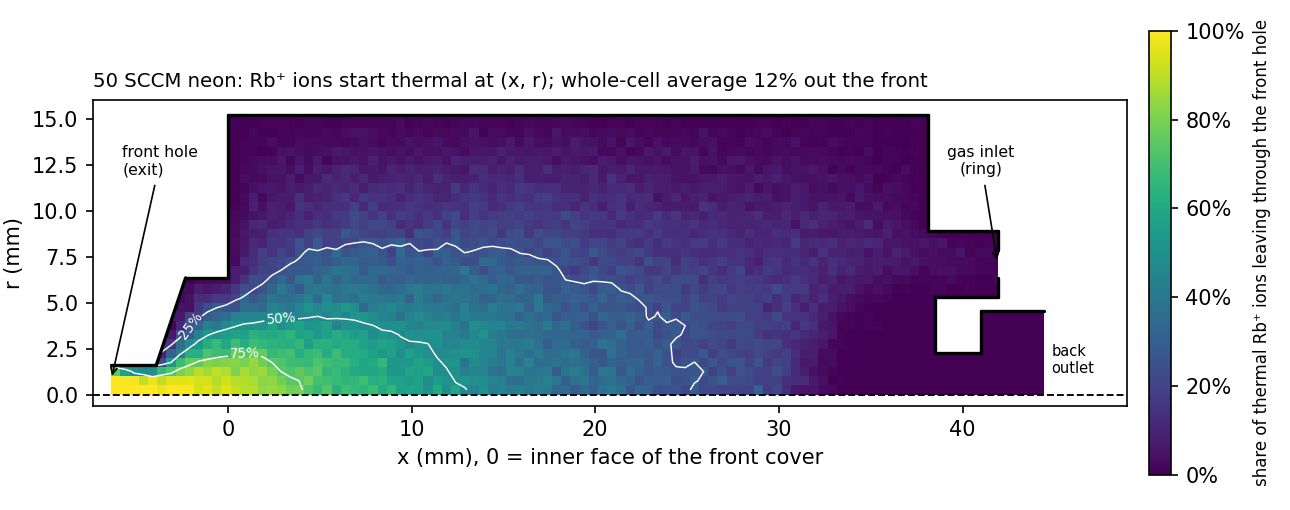 50 SCCM neon: Rb⁺ ions start thermal at (x, r); whole-cell average 12% out the front
15.0
12.5
10.0
7.5
5.0
2.5
0.0
r (mm)
front hole
(exit)
gas inlet
(ring)
back
outlet
25%
50%
75%
0
10
20
30
40
x (mm), 0 = inner face of the front cover
100%
80%
60%
40%
20%
0%
share of thermal Rb⁺ ions leaving through the front hole